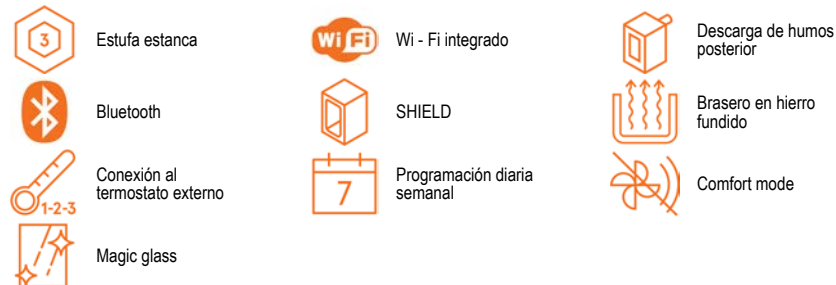 3
Estufa estanca
Wi Fi
Wi - Fi integrado
Descarga de humos
posterior
Bluetooth
SHIELD
Brasero en hierro
fundido
1-2-3
Conexión al
termostato externo
7
Programación diaria
semanal
Comfort mode
Magic glass